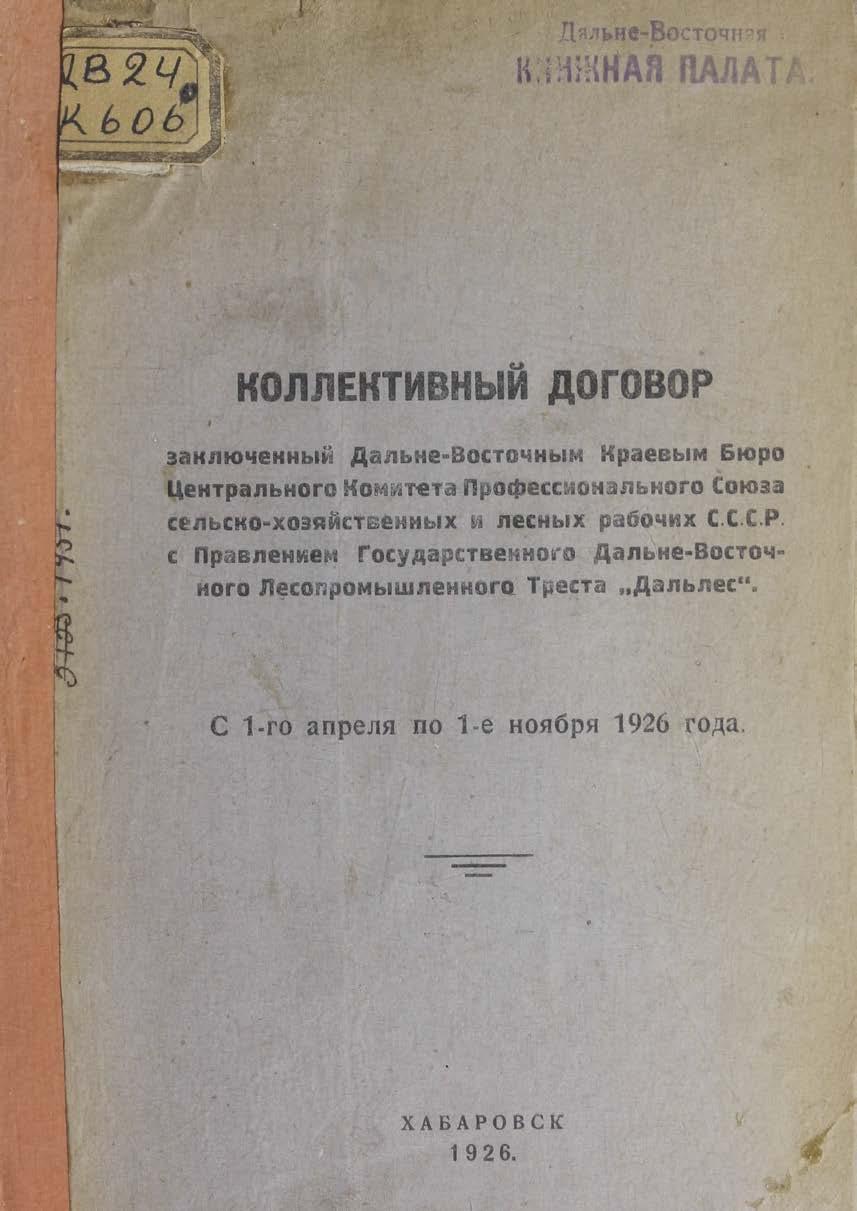 ДВ24
К606
Дальне-Восточная
КНИЖНАЯ ПАЛАТА.
КОЛЛЕКТИВНЫЙ ДОГОВОР
заключенный Дальне-Восточным Краевым Бюро
Центрального Комитета Профессионального Союза
сельско-хозяйственных и лесных рабочих С.С.С.Р.
с Правлением Государственного Дальне-Восточ-
ного Лесопромышленного Треста „Дальлес“.
С 1-го апреля по 1-е ноября 1926 года.
ХАБАРОВСК
1926.